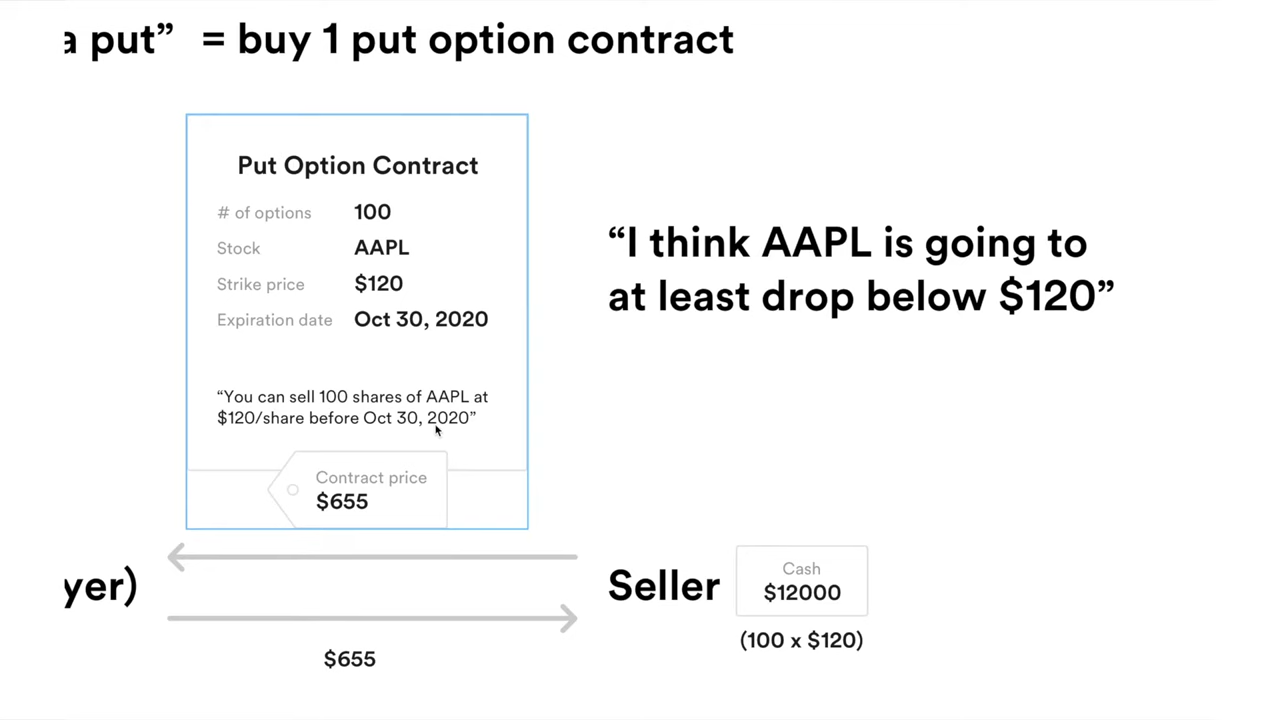 a put” = buy 1 put option contract
Put Option Contract
# of options 100
Stock AAPL
Strike price $120
Expiration date Oct 30, 2020
“You can sell 100 shares of AAPL at
$120/share before Oct 30, 2020”
Contract price
$655
“I think AAPL is going to
at least drop below $120”
yer)
$655
Seller
Cash
$12000
(100 x $120)